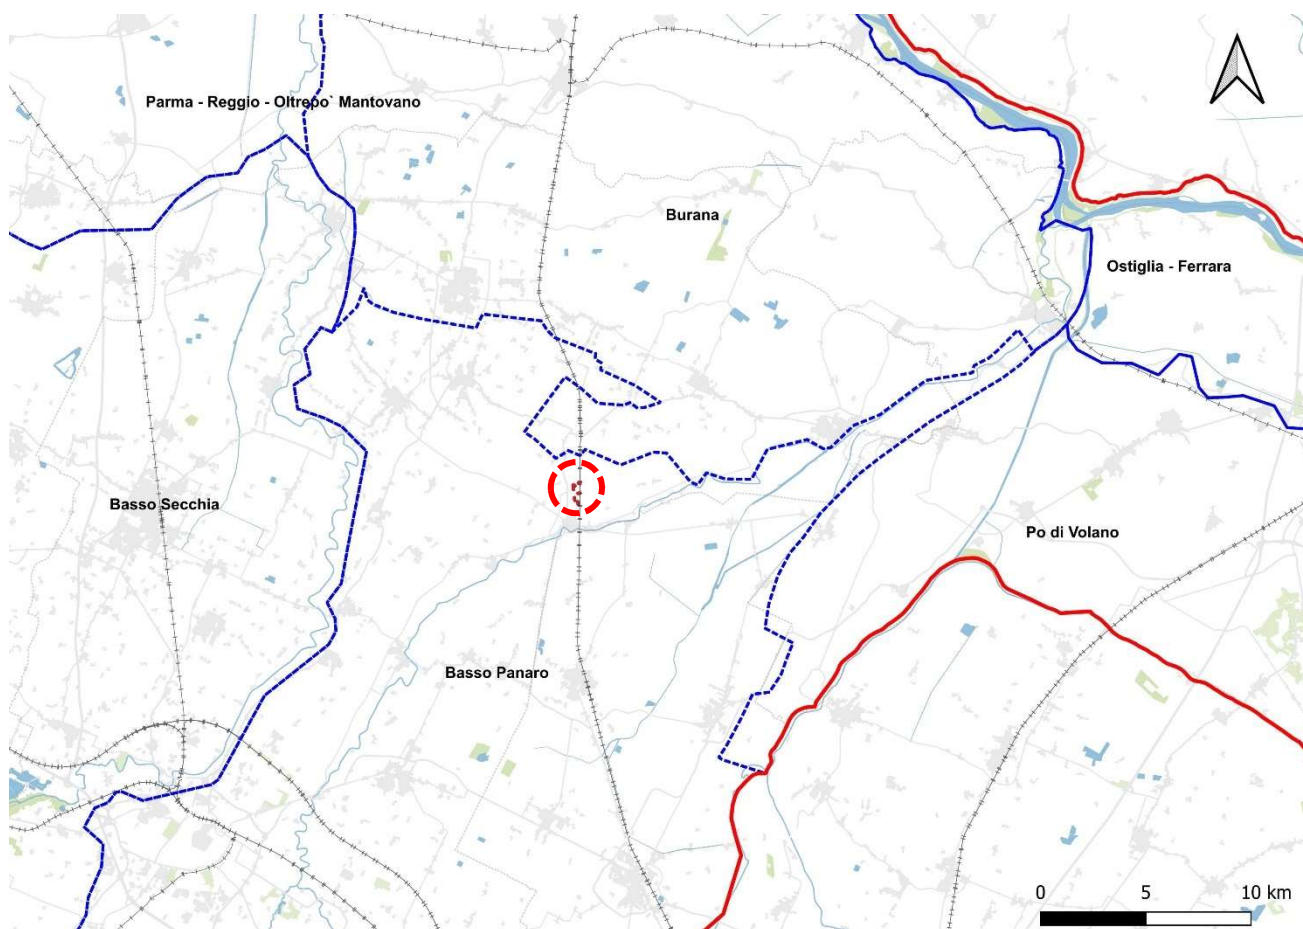 Parma - Reggio - Oltrepo` Mantovano
Burana
Ostiglia - Ferrara
Basso Secchia
Po di Volano
Basso Panaro
0 5 10 km